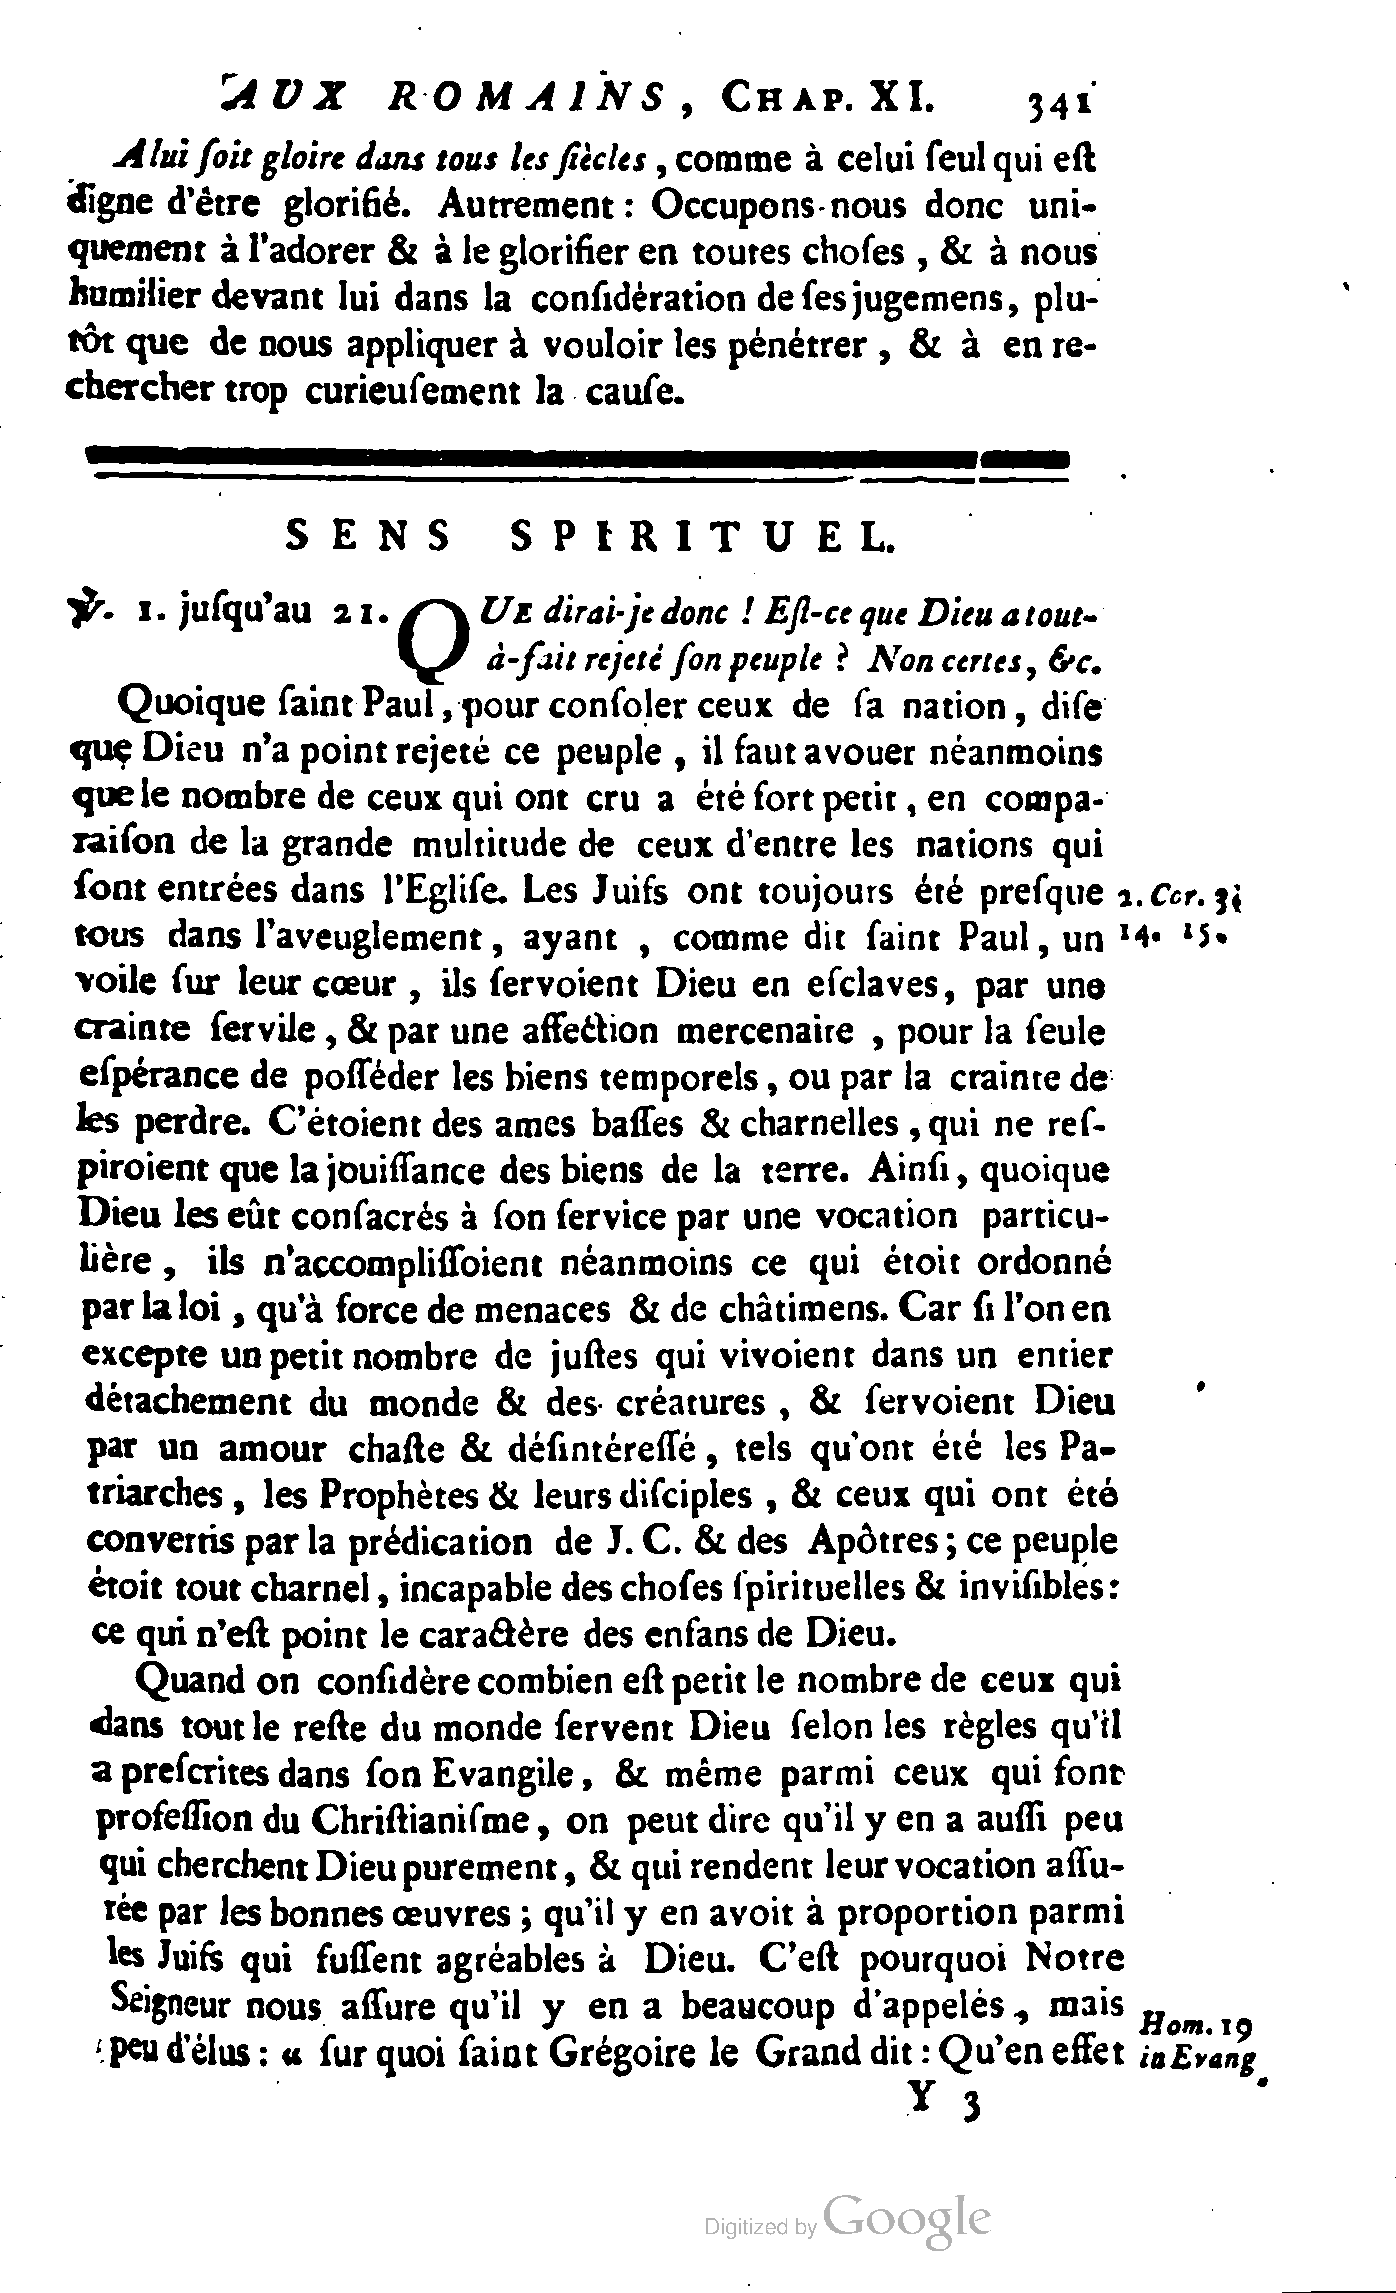 AUX ROMAINS, CHAP. XI. 341
A lui ſoit gloire dans tous les ſiècles, comme à celui ſeul qui eſt
digne d'être glorifié. Autrement : Occupons-nous donc uni-
quement à l'adorer & à le glorifier en toutes choſes, & à nous
humilier devant lui dans la conſidération de ſes jugemens, plu-
tôt que de nous appliquer à vouloir les pénétrer, & à en re-
chercher trop curieuſement la cauſe.
SENS SPIRITUEL.
℣. 1. juſqu'au 21. QUE dirai-je donc ! Eſt-ce que Dieu a tout-
à-fait rejeté ſon peuple ? Non certes, &c.
Quoique ſaint Paul, pour conſoler ceux de ſa nation, diſe
que Dieu n'a point rejeté ce peuple, il faut avouer néanmoins
que le nombre de ceux qui ont cru a été fort petit, en compa-
raiſon de la grande multitude de ceux d'entre les nations qui
ſont entrées dans l'Egliſe. Les Juifs ont toujours été preſque 2. Cor. 3.
tous dans l'aveuglement, ayant, comme dit ſaint Paul, un 14. 15.
voile ſur leur cœur, ils ſervoient Dieu en eſclaves, par une
crainte ſervile, & par une affection mercenaire, pour la ſeule
eſpérance de poſſéder les biens temporels, ou par la crainte de
les perdre. C'étoient des ames baſſes & charnelles, qui ne reſ-
piroient que la jouiſſance des biens de la terre. Ainſi, quoique
Dieu les eût conſacrés à ſon ſervice par une vocation particu-
lière, ils n'accompliſſoient néanmoins ce qui étoit ordonné
par la loi, qu'à force de menaces & de châtimens. Car ſi l'on en
excepte un petit nombre de juſtes qui vivoient dans un entier
détachement du monde & des créatures, & ſervoient Dieu
par un amour chaſte & déſintéreſſé, tels qu'ont été les Pa-
triarches, les Prophètes & leurs diſciples, & ceux qui ont été
convertis par la prédication de J. C. & des Apôtres ; ce peuple
étoit tout charnel, incapable des choſes ſpirituelles & inviſibles :
ce qui n'eſt point le caractère des enfans de Dieu.
Quand on conſidère combien eſt petit le nombre de ceux qui
dans tout le reſte du monde ſervent Dieu ſelon les règles qu'il
a preſcrites dans ſon Evangile, & même parmi ceux qui font
profeſſion du Chriſtianiſme, on peut dire qu'il y en a auſſi peu
qui cherchent Dieu purement, & qui rendent leur vocation aſſu-
rée par les bonnes œuvres ; qu'il y en avoit à proportion parmi
les Juifs qui fuſſent agréables à Dieu. C'eſt pourquoi Notre
Seigneur nous aſſure qu'il y en a beaucoup d'appelés, mais Hom. 19
peu d'élus : « ſur quoi ſaint Grégoire le Grand dit : Qu'en effet in Evang.
Y 3
Digitized by Google